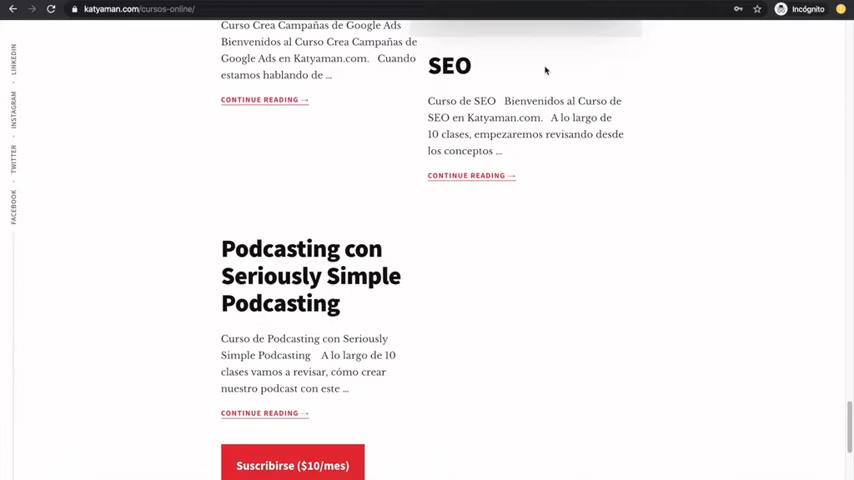 katyaman.com/cursos-online/
Incógnito
LINKEDIN
INSTAGRAM
TWITTER
FACEBOOK
Curso Crea Campañas de Google Ads
Bienvenidos al Curso Crea Campañas de
Google Ads en Katyaman.com. Cuando
estamos hablando de ...
CONTINUE READING →
SEO
Curso de SEO Bienvenidos al Curso de
SEO en Katyaman.com. A lo largo de
10 clases, empezaremos revisando desde
los conceptos ...
CONTINUE READING →
Podcasting con
Seriously Simple
Podcasting
Curso de Podcasting con Seriously
Simple Podcasting A lo largo de 10
clases vamos a revisar, cómo crear
nuestro podcast con este ...
CONTINUE READING →
Suscribirse ($10/mes)